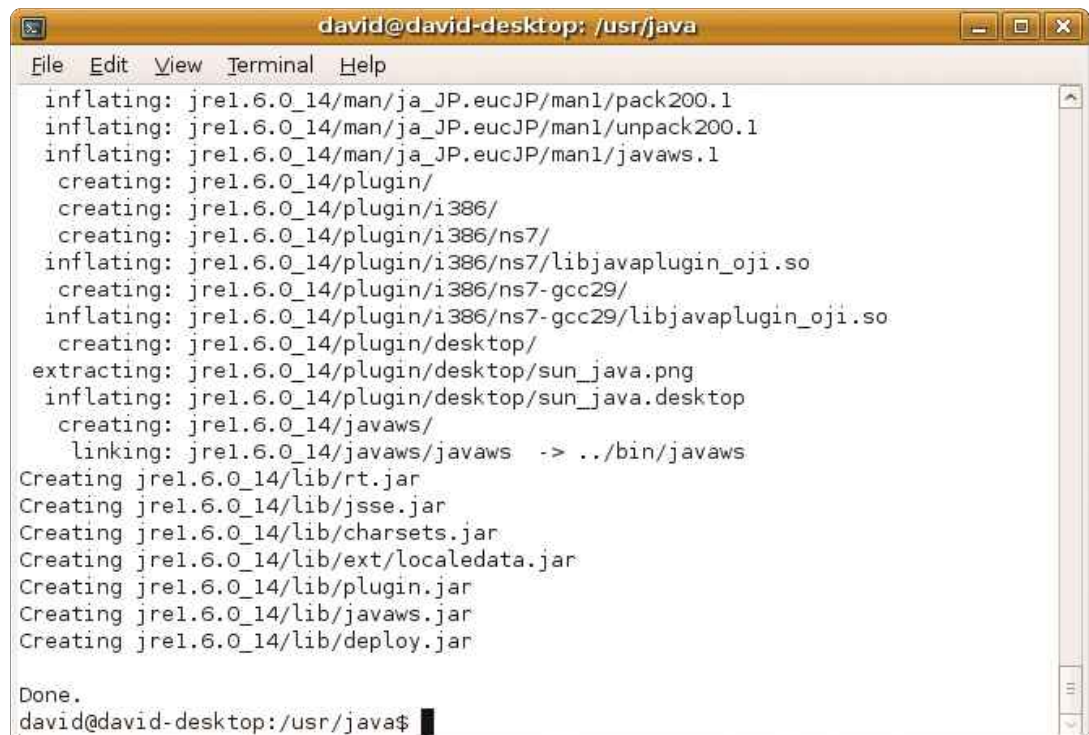 david@david-desktop: /usr/java
File Edit View Terminal Help
inflating: jre1.6.0_14/man/ja_JP.eucJP/man1/pack200.1
inflating: jre1.6.0_14/man/ja_JP.eucJP/man1/unpack200.1
inflating: jre1.6.0_14/man/ja_JP.eucJP/man1/javaws.1
creating: jre1.6.0_14/plugin/
creating: jre1.6.0_14/plugin/i386/
creating: jre1.6.0_14/plugin/i386/ns7/
inflating: jre1.6.0_14/plugin/i386/ns7/libjavaplugin_oji.so
creating: jre1.6.0_14/plugin/i386/ns7-gcc29/
inflating: jre1.6.0_14/plugin/i386/ns7-gcc29/libjavaplugin_oji.so
creating: jre1.6.0_14/plugin/desktop/
extracting: jre1.6.0_14/plugin/desktop/sun_java.png
inflating: jre1.6.0_14/plugin/desktop/sun_java.desktop
creating: jre1.6.0_14/javaws/
linking: jre1.6.0_14/javaws/javaws -> ../bin/javaws
Creating jre1.6.0_14/lib/rt.jar
Creating jre1.6.0_14/lib/jsse.jar
Creating jre1.6.0_14/lib/charsets.jar
Creating jre1.6.0_14/lib/ext/localedata.jar
Creating jre1.6.0_14/lib/plugin.jar
Creating jre1.6.0_14/lib/javaws.jar
Creating jre1.6.0_14/lib/deploy.jar
Done.
david@david-desktop:/usr/java$